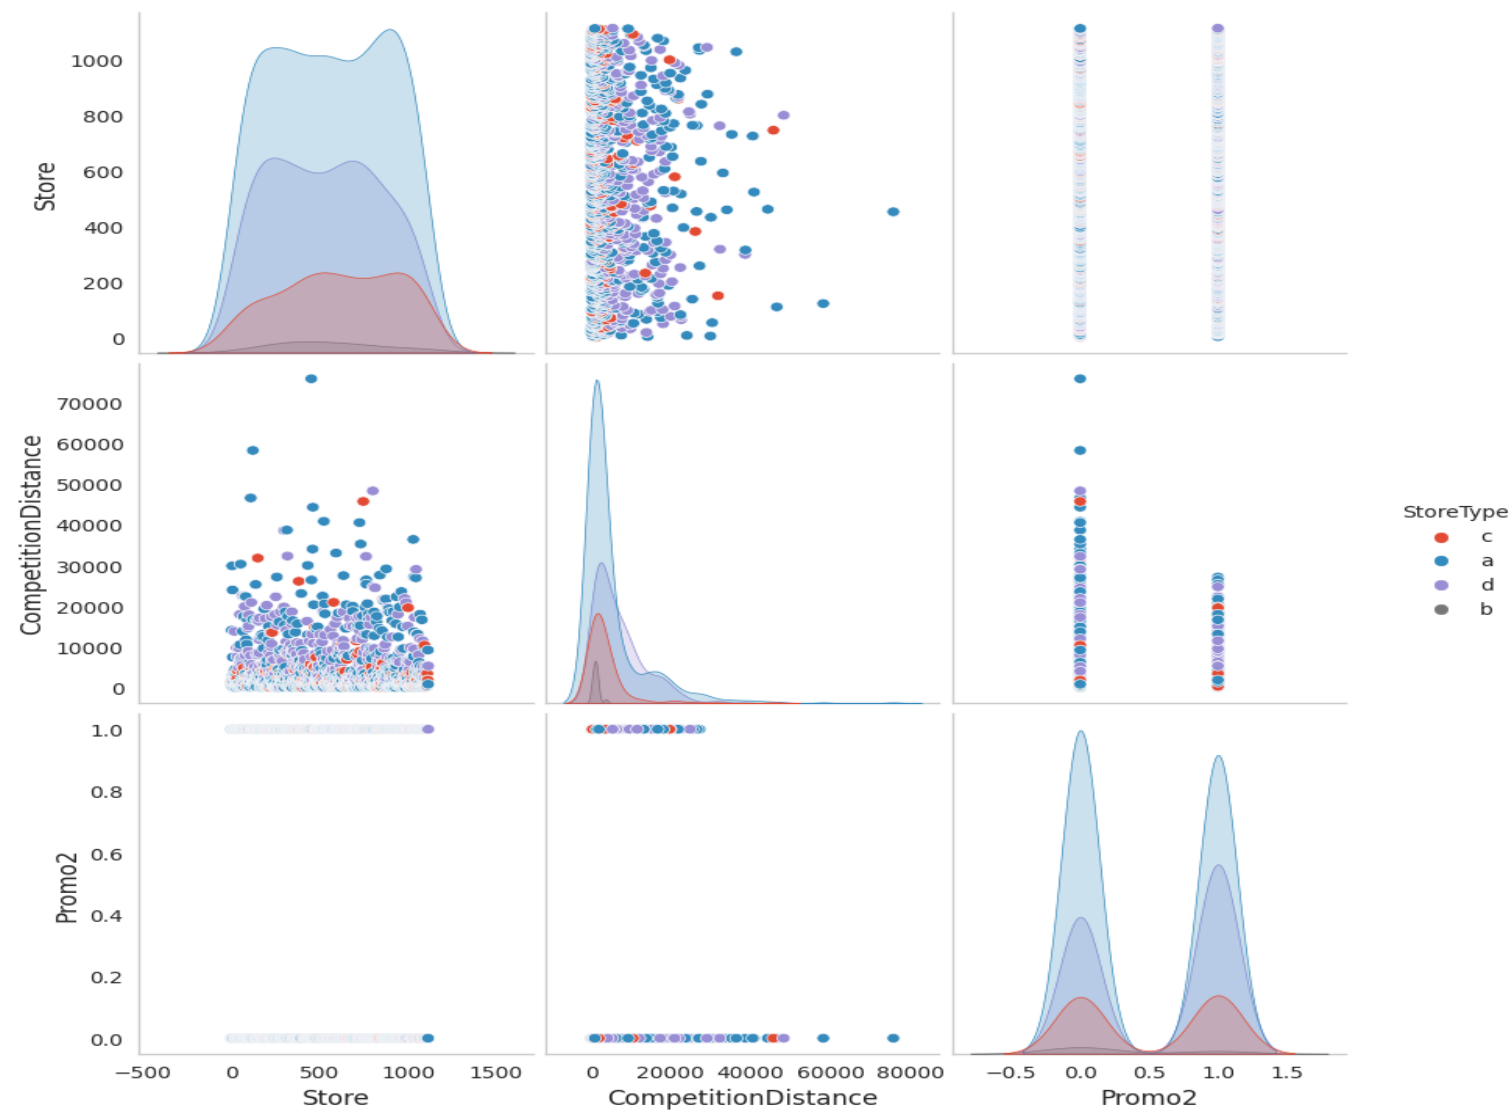 Store
1000
800
600
400
200
0
CompetitionDistance
70000
60000
50000
40000
30000
20000
10000
0
StoreType
c
a
d
b
Promo2
1.0
0.8
0.6
0.4
0.2
0.0
−500 0 500 1000 1500
0 20000 40000 60000 80000
−0.5 0.0 0.5 1.0 1.5
Store CompetitionDistance Promo2